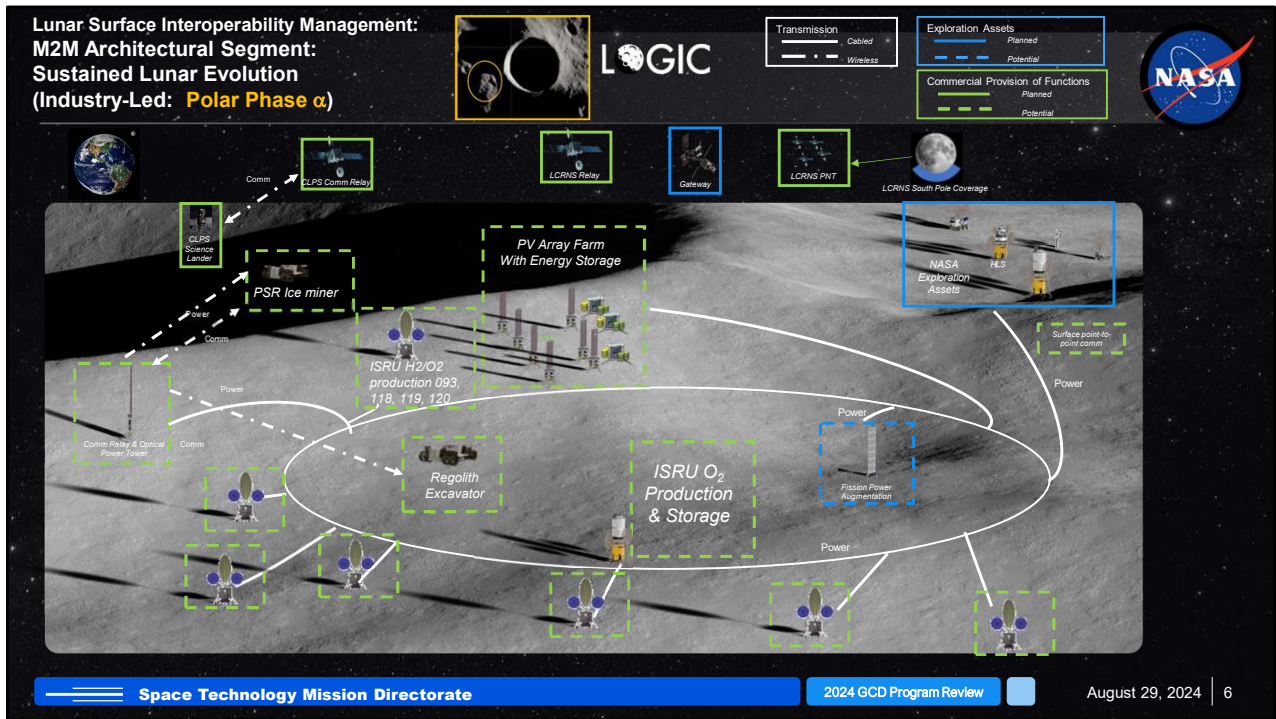 Lunar Surface Interoperability Management:
M2M Architectural Segment:
Sustained Lunar Evolution
(Industry-Led: Polar Phase α)
LOGIC
Transmission
Cabled
Wireless
Exploration Assets
Planned
Potential
Commercial Provision of Functions
Planned
Potential
NASA
Comm
CLPS Comm Relay
LCRNS Relay
Gateway
LCRNS PNT
LCRNS South Pole Coverage
CLPS
Science
Lander
PSR Ice miner
PV Array Farm
With Energy Storage
NASA
Exploration
Assets
HLS
Power
Comm
Surface point-to-
point comm
ISRU H2/O2
production 093,
118, 119, 120
Power
Power
Power
Comm Relay & Optical
Power Tower
Comm
Regolith
Excavator
ISRU O₂
Production
& Storage
Fission Power
Augmentation
Power
Space Technology Mission Directorate
2024 GCD Program Review
August 29, 2024
6